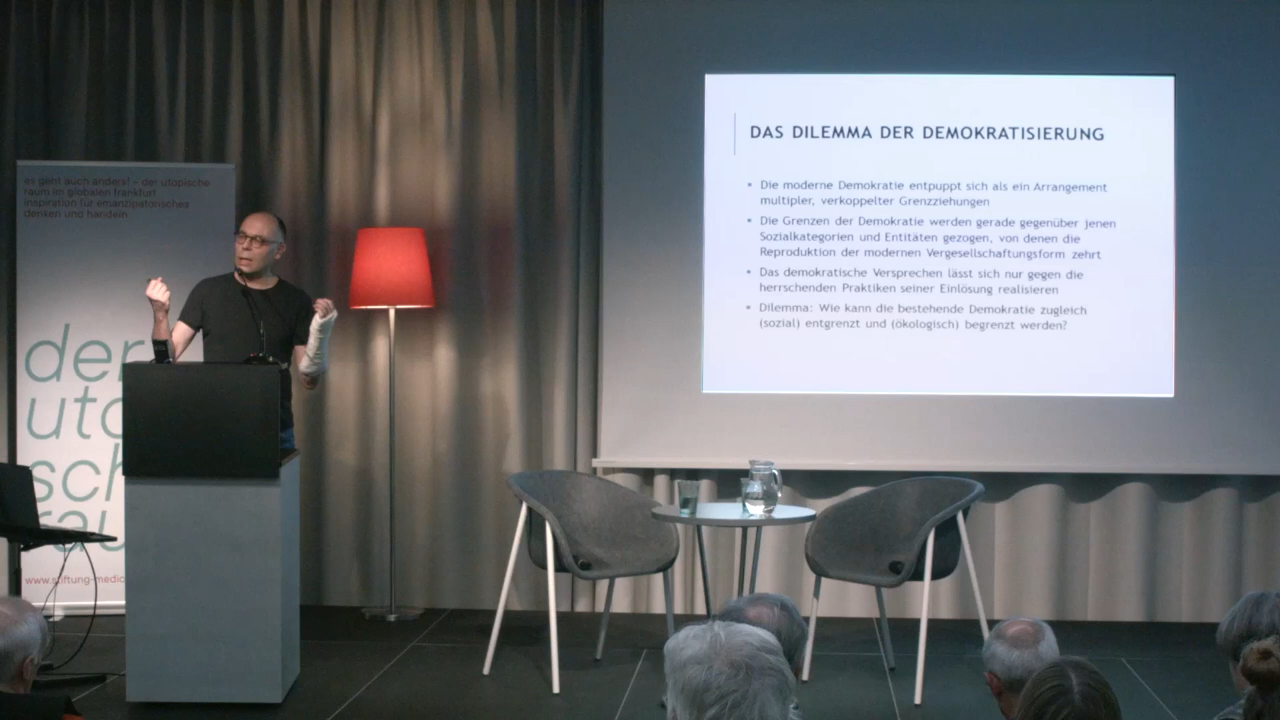 es geht auch anders! – der utopische
raum im globalen frankfurt
inspiration für emanzipatorisches
denken und handeln
der
uto
sch
rau
www.stiftung-medic
DAS DILEMMA DER DEMOKRATISIERUNG
• Die moderne Demokratie entpuppt sich als ein Arrangement
multipler, verkoppelter Grenzziehungen
• Die Grenzen der Demokratie werden gerade gegenüber jenen
Sozialkategorien und Entitäten gezogen, von denen die
Reproduktion der modernen Vergesellschaftungsform zehrt
• Das demokratische Versprechen lässt sich nur gegen die
herrschenden Praktiken seiner Einlösung realisieren
• Dilemma: Wie kann die bestehende Demokratie zugleich
(sozial) entgrenzt und (ökologisch) begrenzt werden?